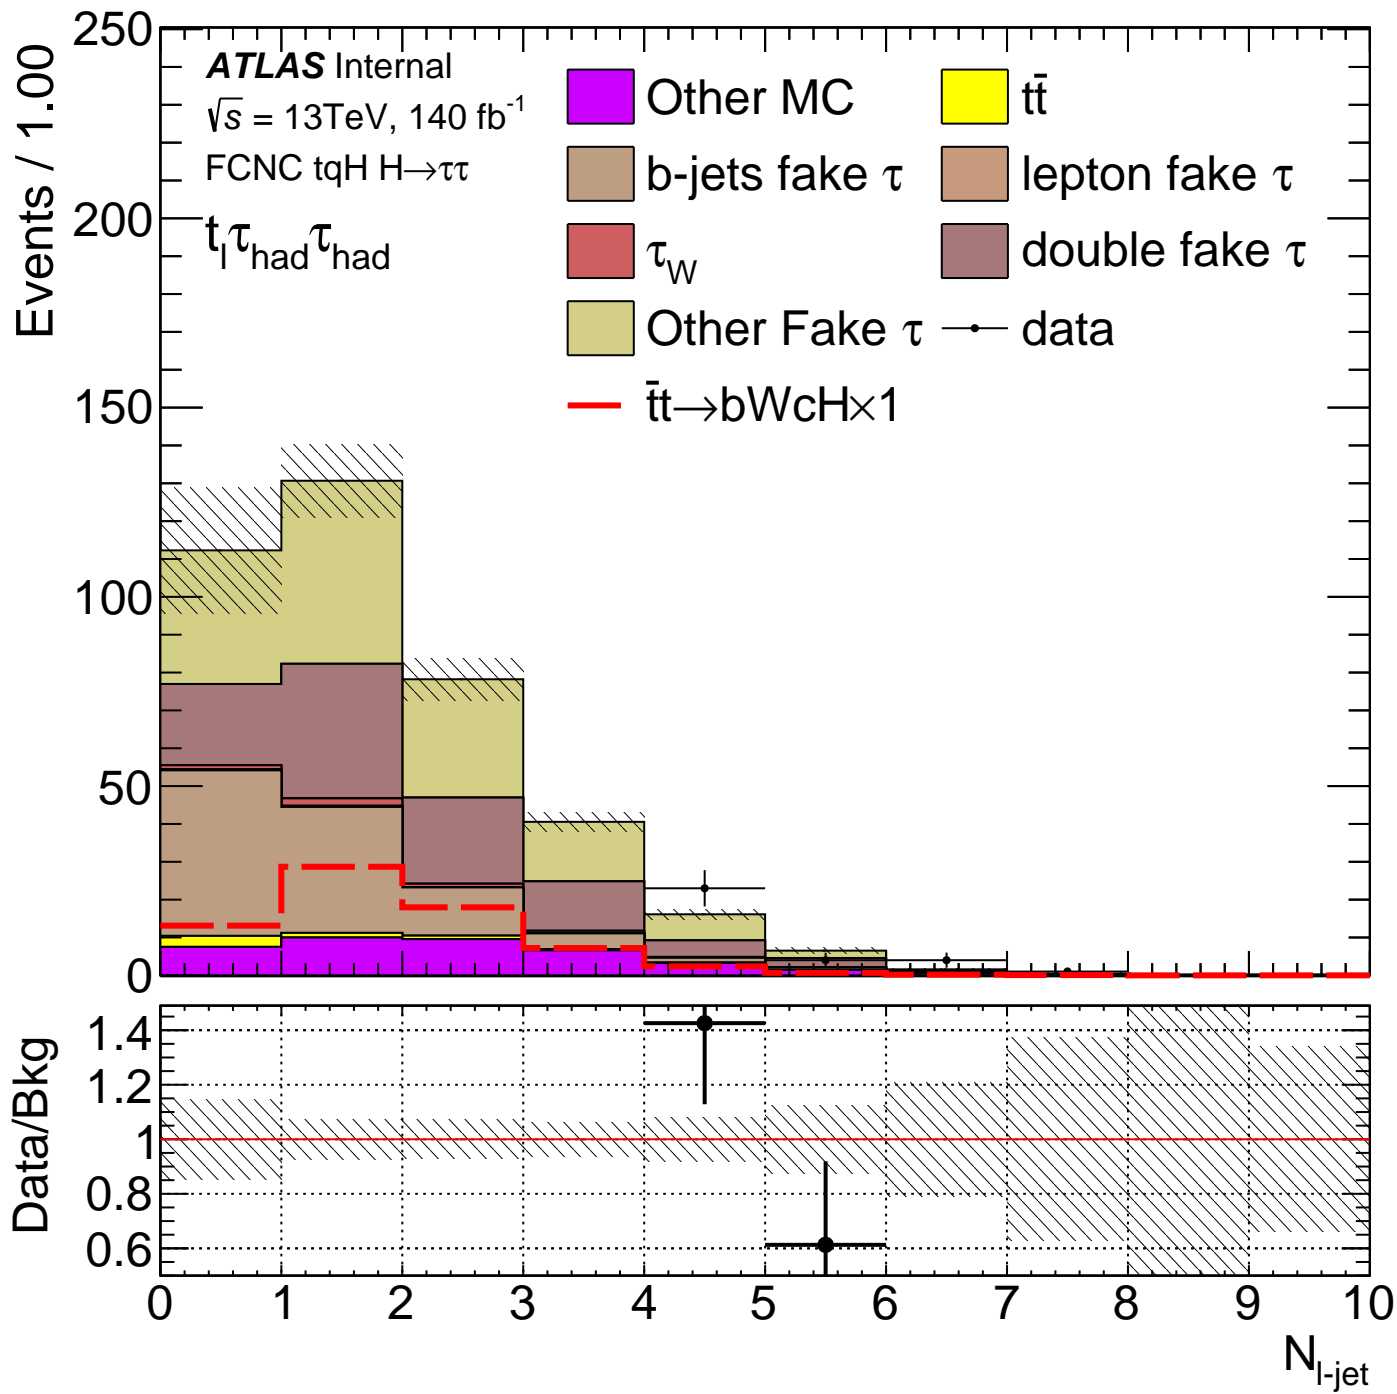 Events / 1.00
250
200
150
100
50
0
ATLAS Internal
√s = 13TeV, 140 fb⁻¹
FCNC tqH H→ττ
t_lτ_hadτ_had
Other MC
tt̄
b-jets fake τ
lepton fake τ
τ_W
double fake τ
Other Fake τ
data
t̄t→bWcH×1
Data/Bkg
1.4
1.2
1
0.8
0.6
0 1 2 3 4 5 6 7 8 9 10
N_l-jet